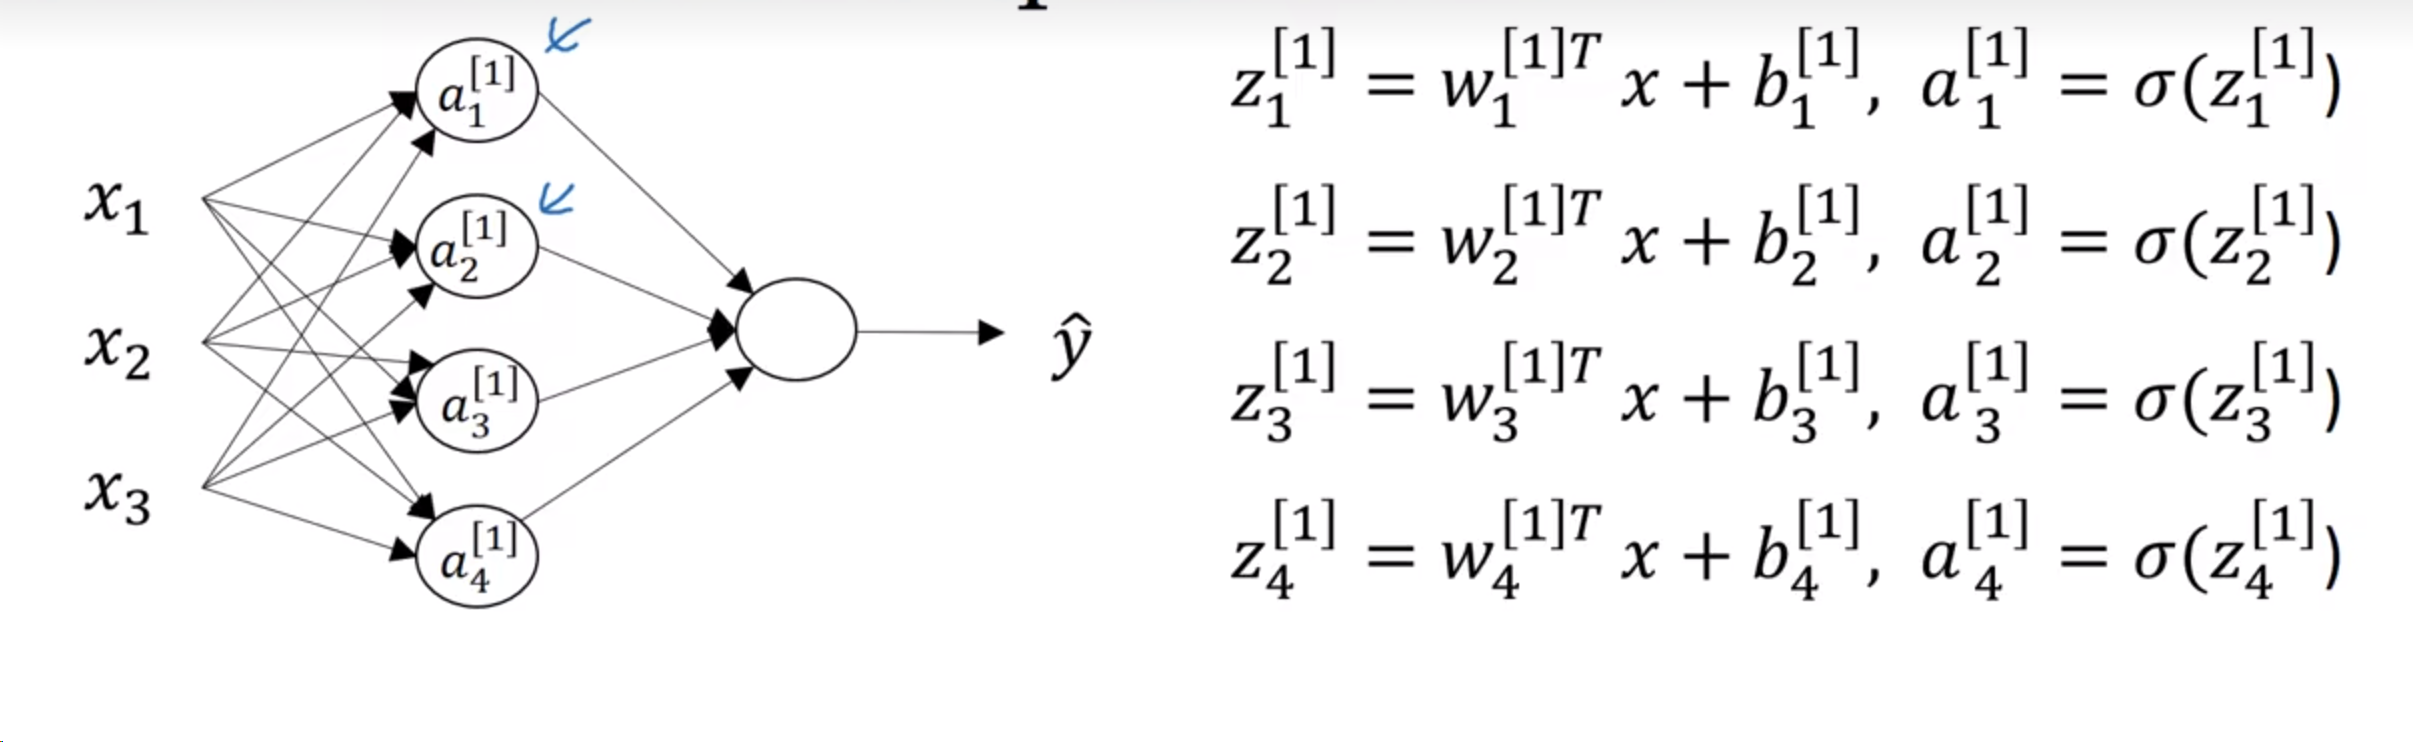 x₁
x₂
x₃
a₁^[1]
a₂^[1]
a₃^[1]
a₄^[1]
ŷ
z₁^[1] = w₁^[1]T x + b₁^[1], a₁^[1] = σ(z₁^[1])
z₂^[1] = w₂^[1]T x + b₂^[1], a₂^[1] = σ(z₂^[1])
z₃^[1] = w₃^[1]T x + b₃^[1], a₃^[1] = σ(z₃^[1])
z₄^[1] = w₄^[1]T x + b₄^[1], a₄^[1] = σ(z₄^[1])